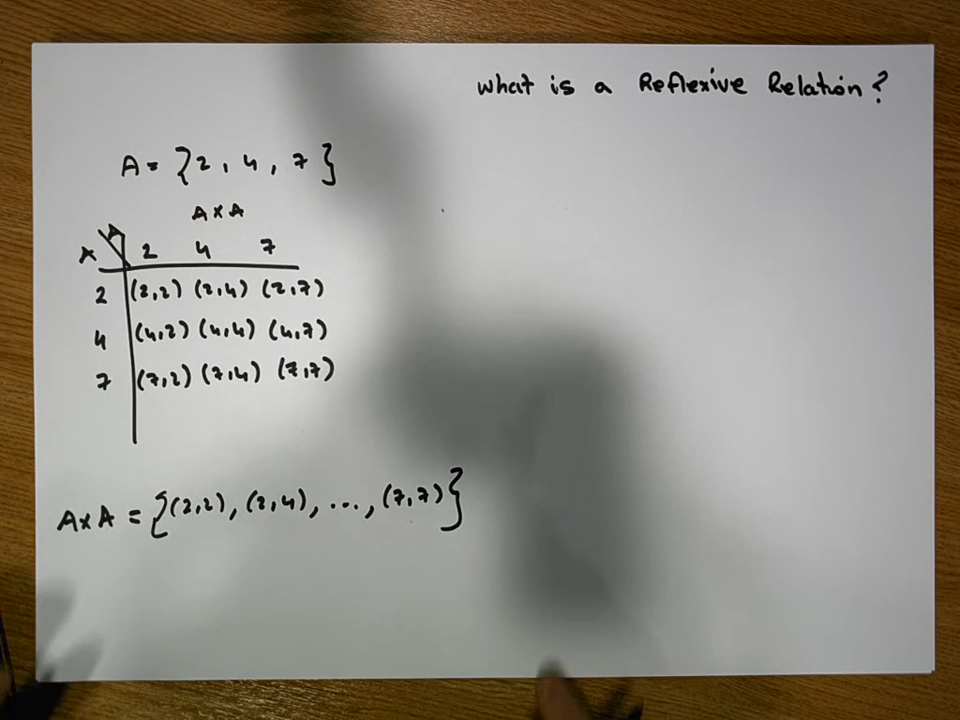 What is a Reflexive Relation?
A = {2, 4, 7}
A x A
A A 2 4 7
2 (2,2) (2,4) (2,7)
4 (4,2) (4,4) (4,7)
7 (7,2) (7,4) (7,7)
A x A = {(2,2), (2,4), ..., (7,7)}